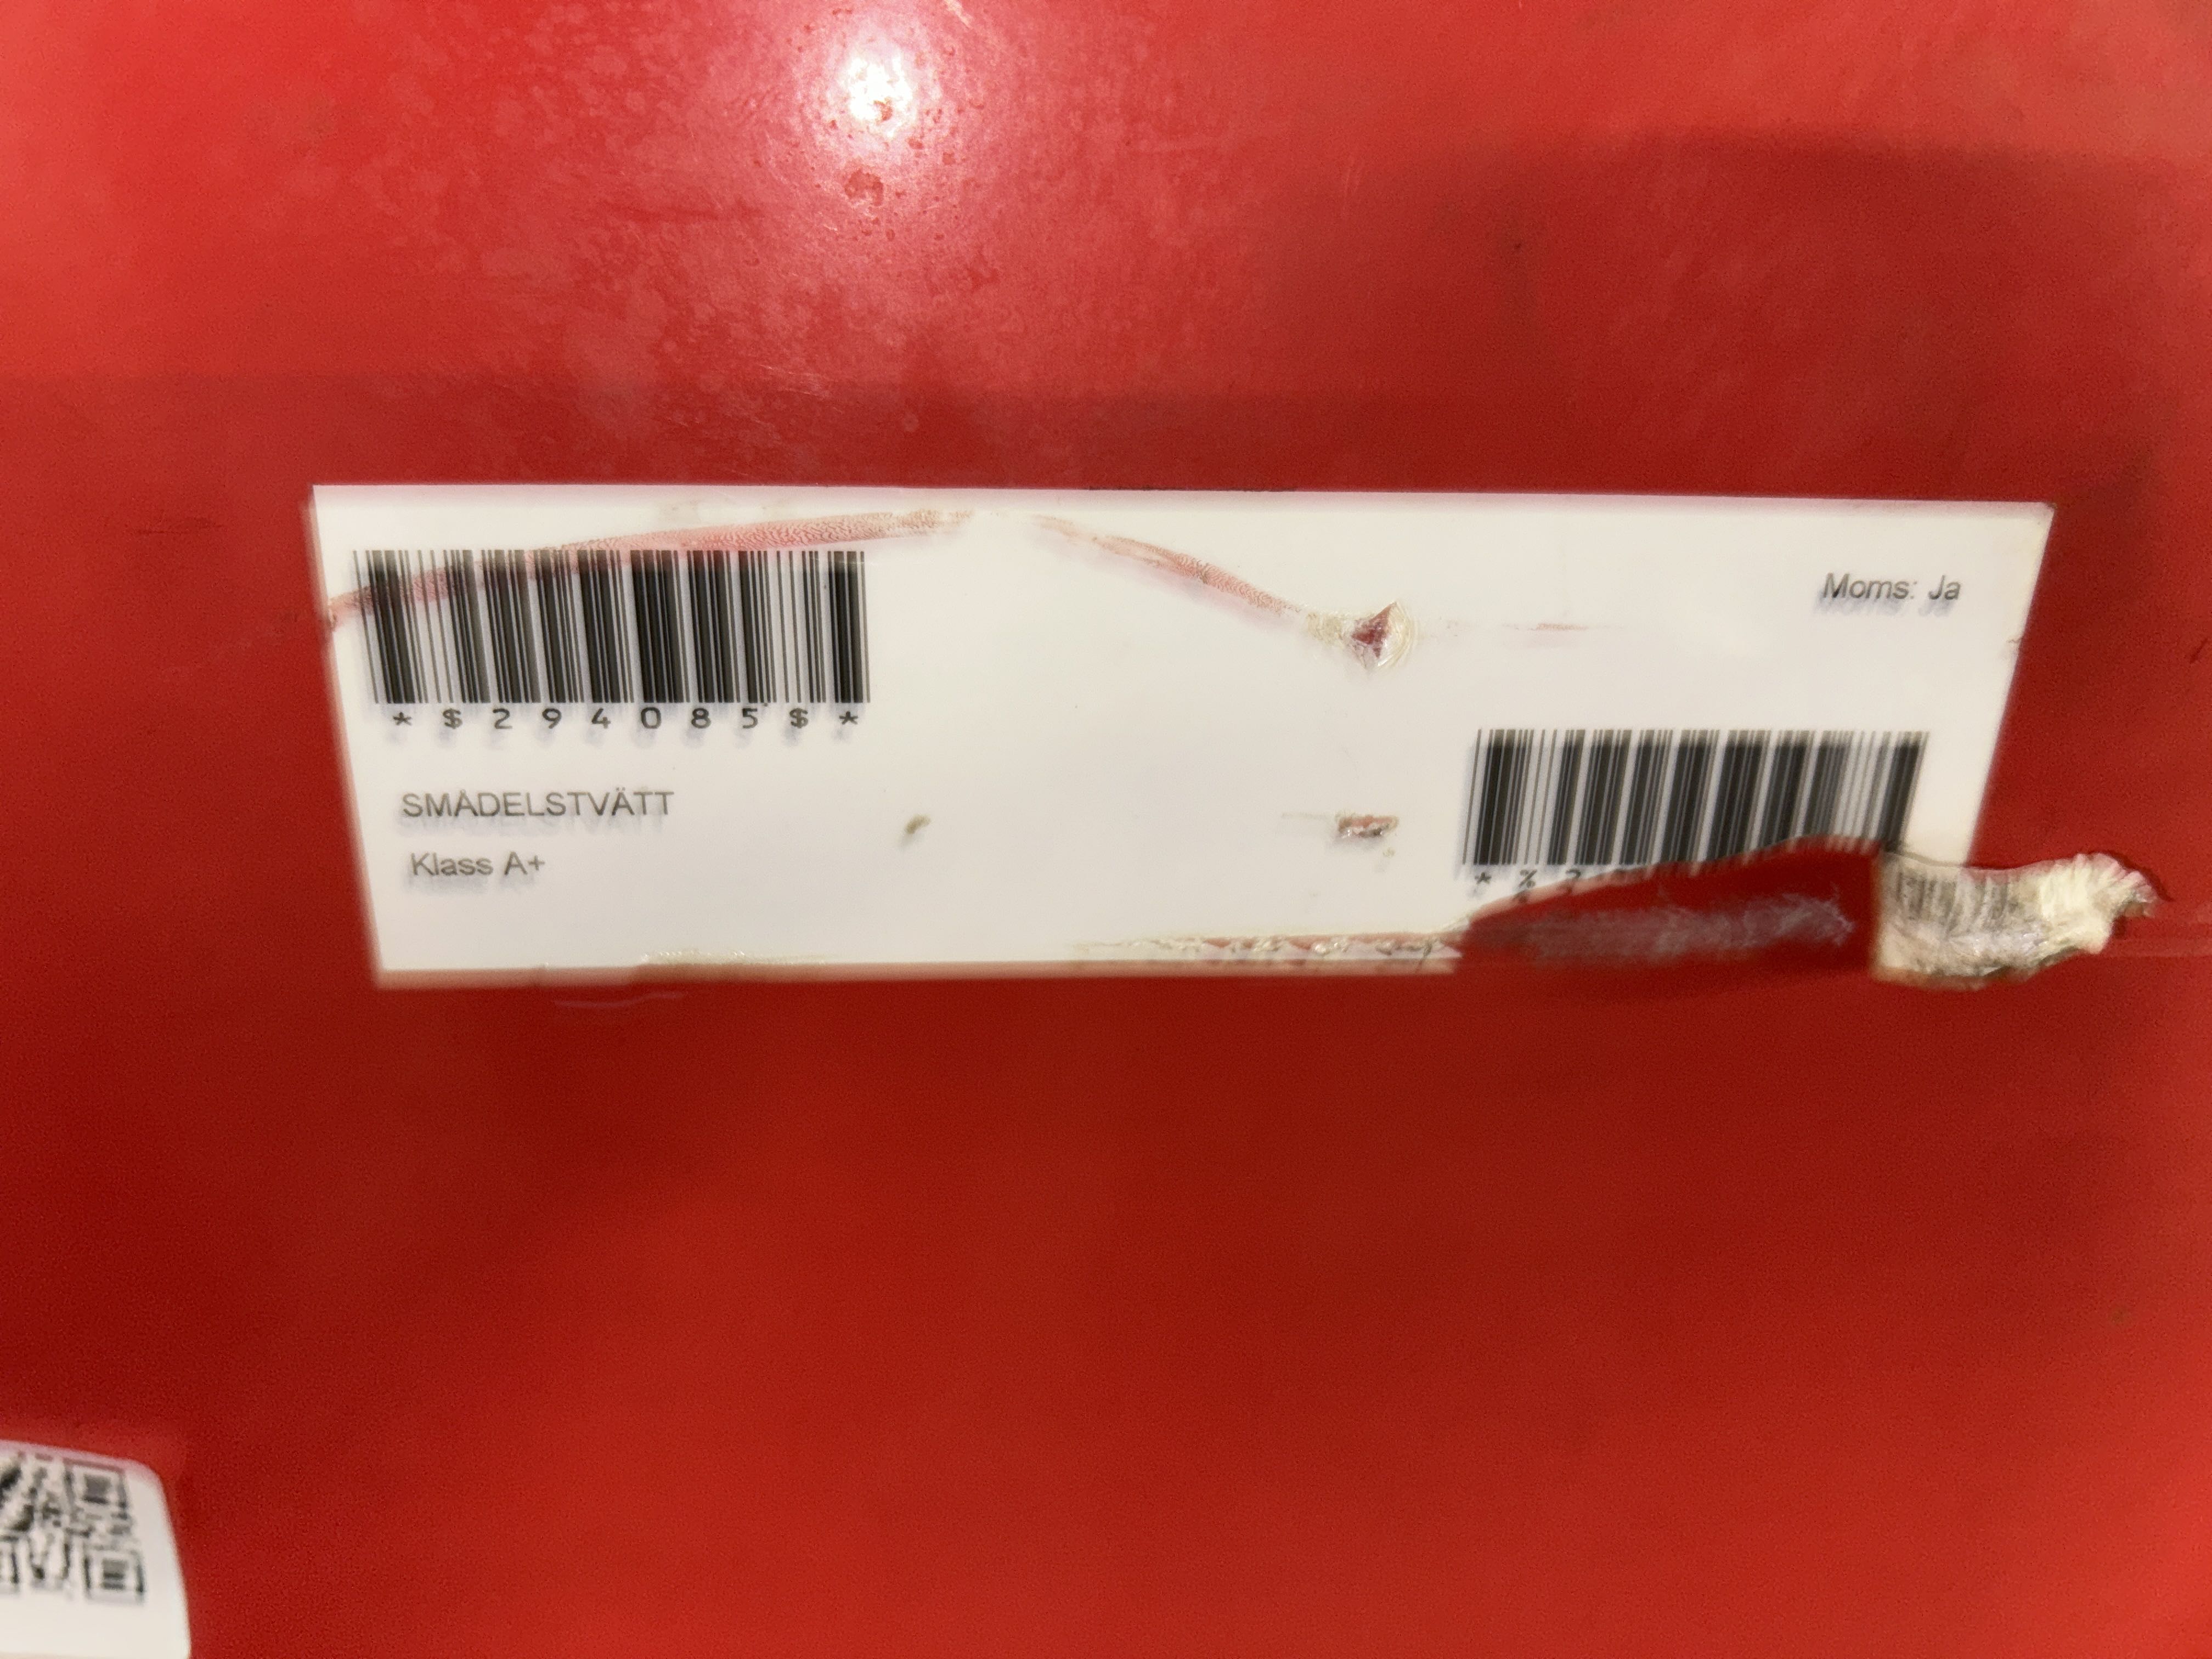 Moms: Ja
*$294085$*
SMÅDELSTVÄTT
Klass A+